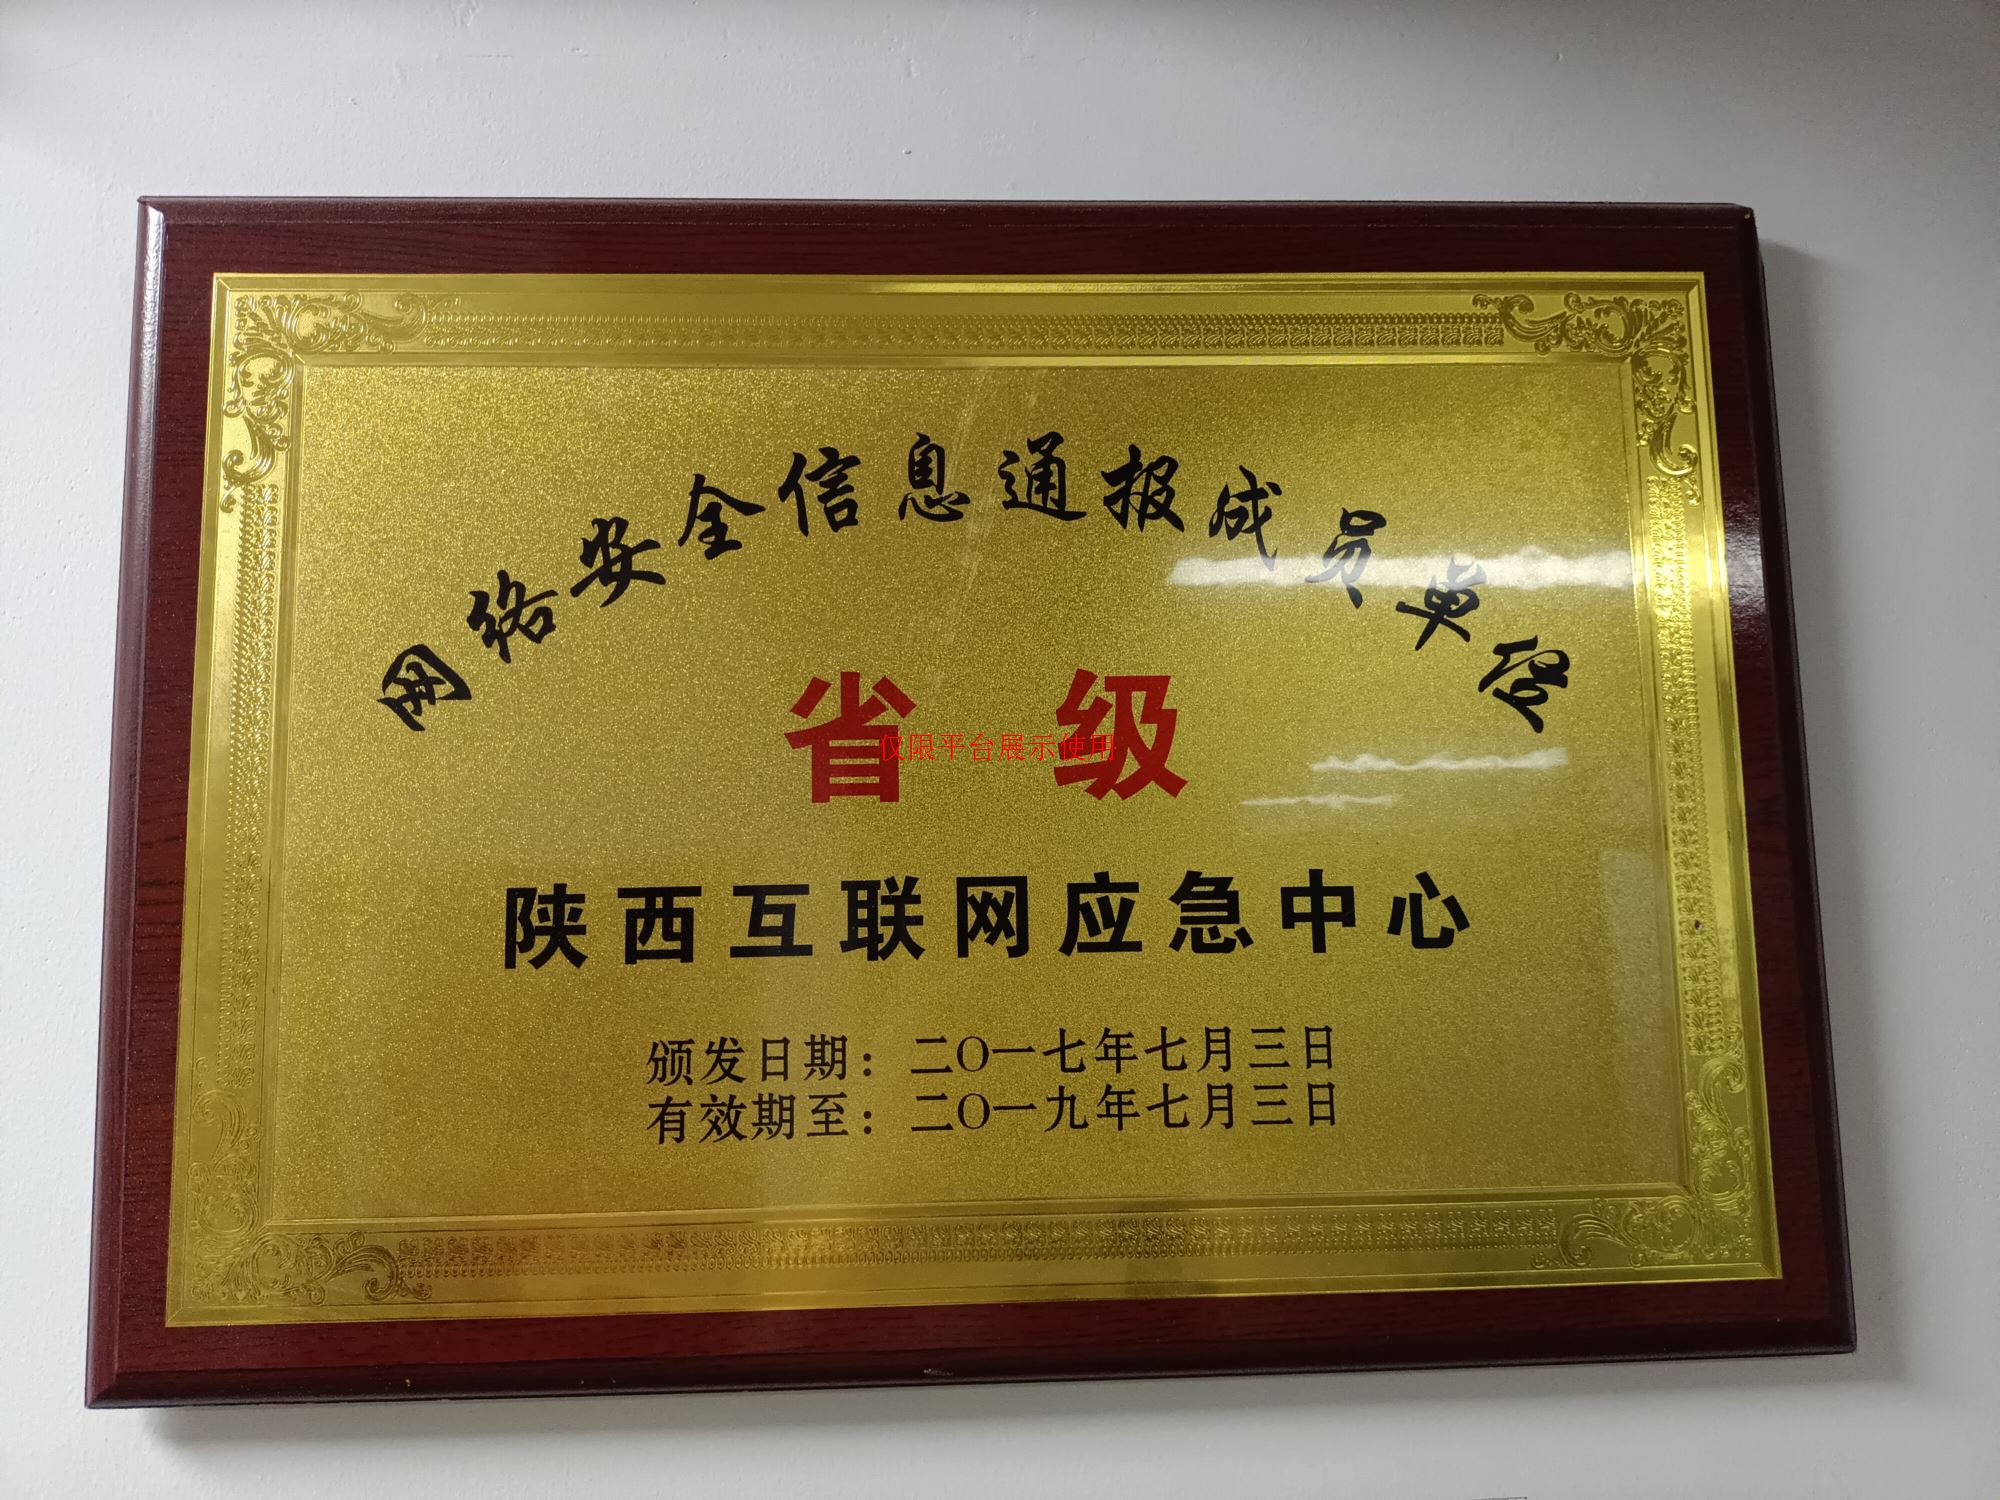 网络安全信息通报成员单位
省级
仅限平台展示使用
陕西互联网应急中心
颁发日期：二〇一七年七月三日
有效期至：二〇一九年七月三日